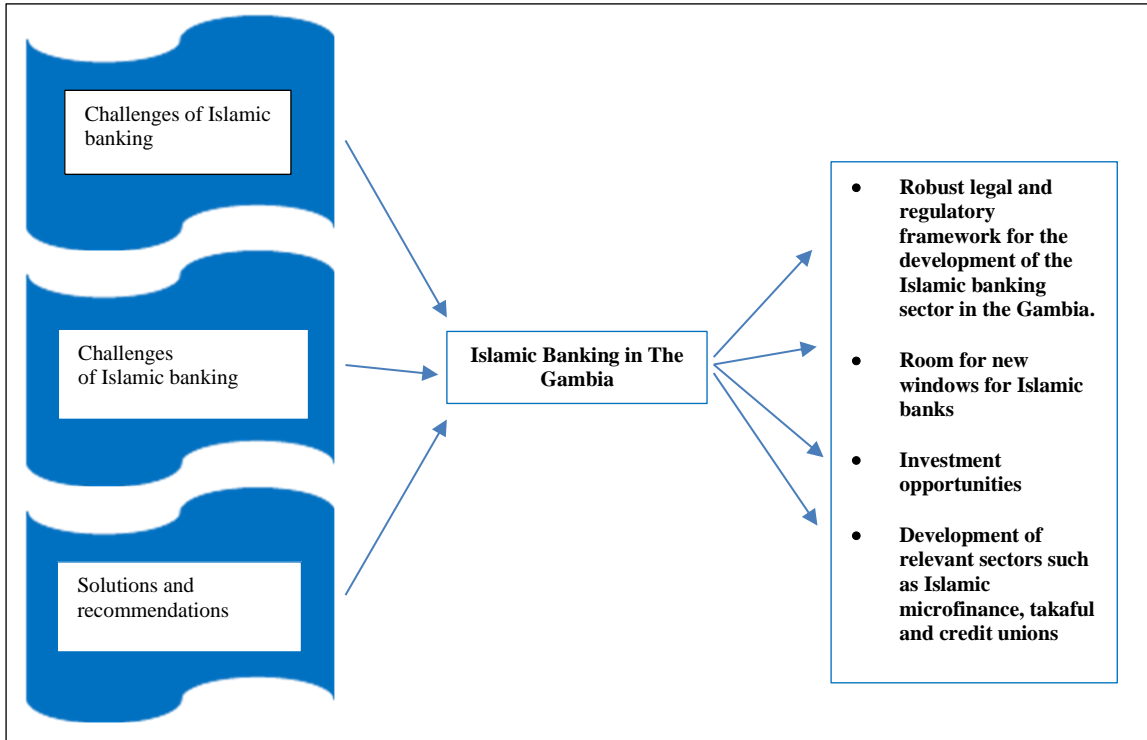 Challenges of Islamic
banking
Challenges
of Islamic banking
Solutions and
recommendations
Islamic Banking in The
Gambia
• Robust legal and
regulatory
framework for the
development of the
Islamic banking
sector in the Gambia.
• Room for new
windows for Islamic
banks
• Investment
opportunities
• Development of
relevant sectors such
as Islamic
microfinance, takaful
and credit unions